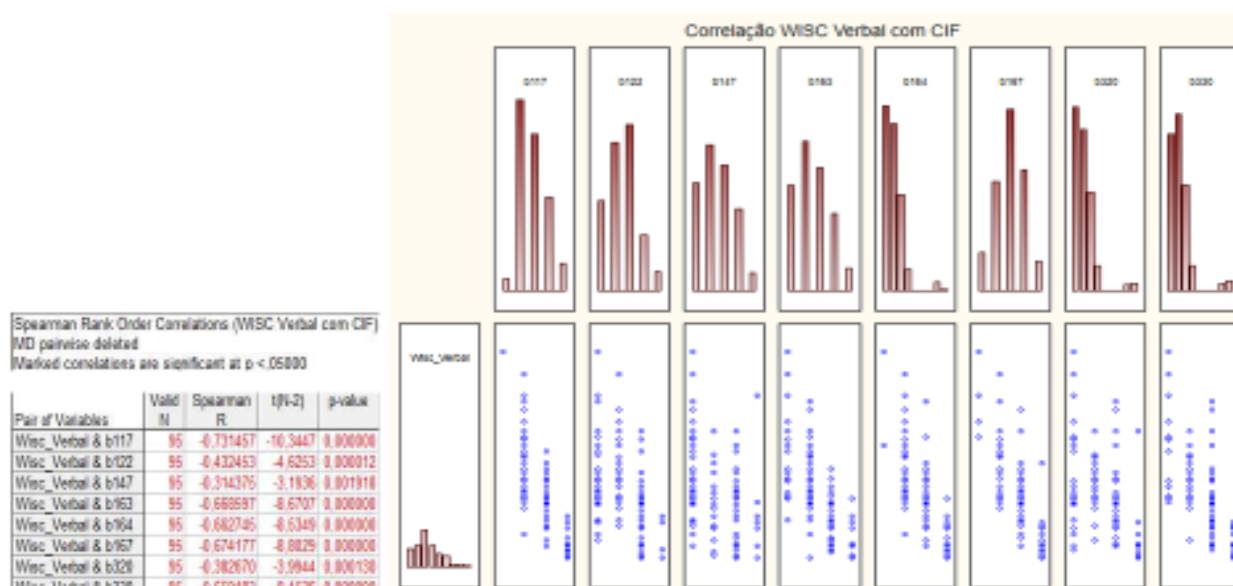 Correlação WISC Verbal com CIF
b117 b122 b147 b163 b164 b167 b320 b330
Spearman Rank Order Correlations (WISC Verbal com CIF)
MD pairwise deleted
Marked correlations are significant at p <,05000
Wisc_Verbal
Valid Spearman t(N-2) p-value
Pair of Variables N R
Wisc_Verbal & b117 95 -0,731457 -10,3447 0,000000
Wisc_Verbal & b122 95 -0,432453 -4,6253 0,000012
Wisc_Verbal & b147 95 -0,314375 -3,1936 0,001918
Wisc_Verbal & b163 95 -0,668597 -8,6707 0,000000
Wisc_Verbal & b164 95 -0,662745 -8,5349 0,000000
Wisc_Verbal & b167 95 -0,674177 -8,8029 0,000000
Wisc_Verbal & b320 95 -0,382670 -3,9944 0,000130